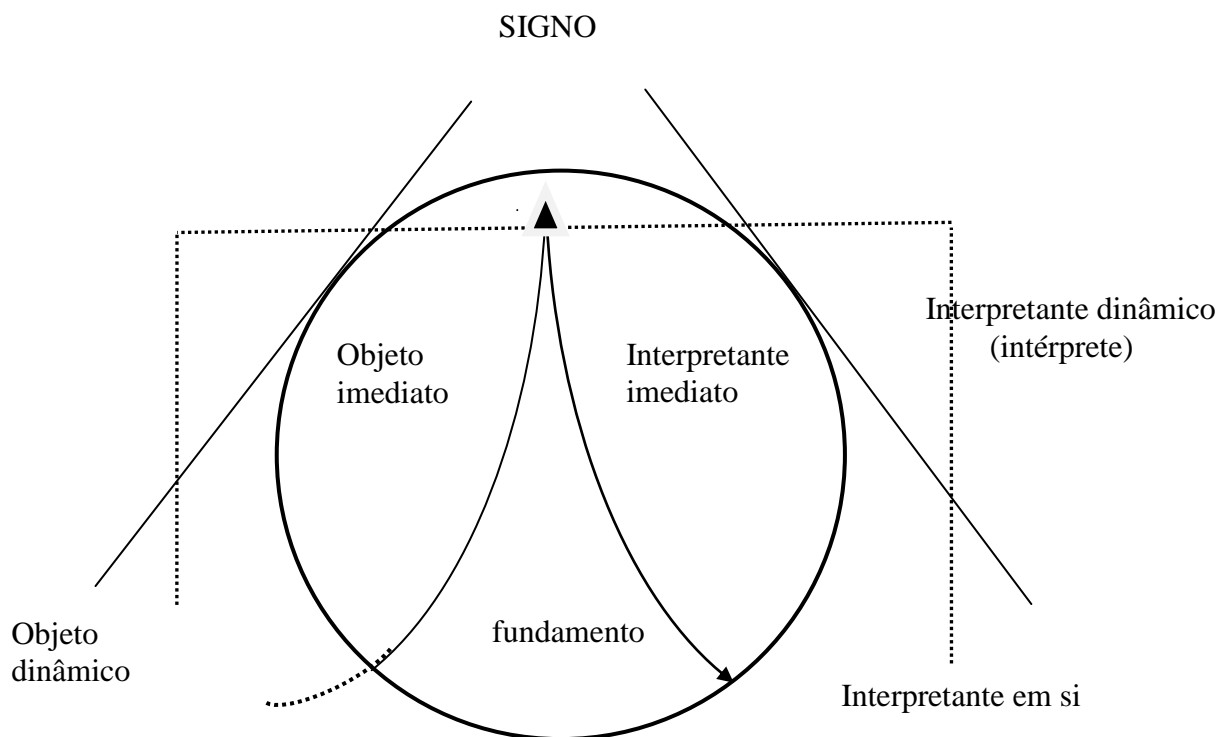 SIGNO
Interpretante dinâmico
(intérprete)
Objeto
imediato
Interpretante
imediato
fundamento
Objeto
dinâmico
Interpretante em si